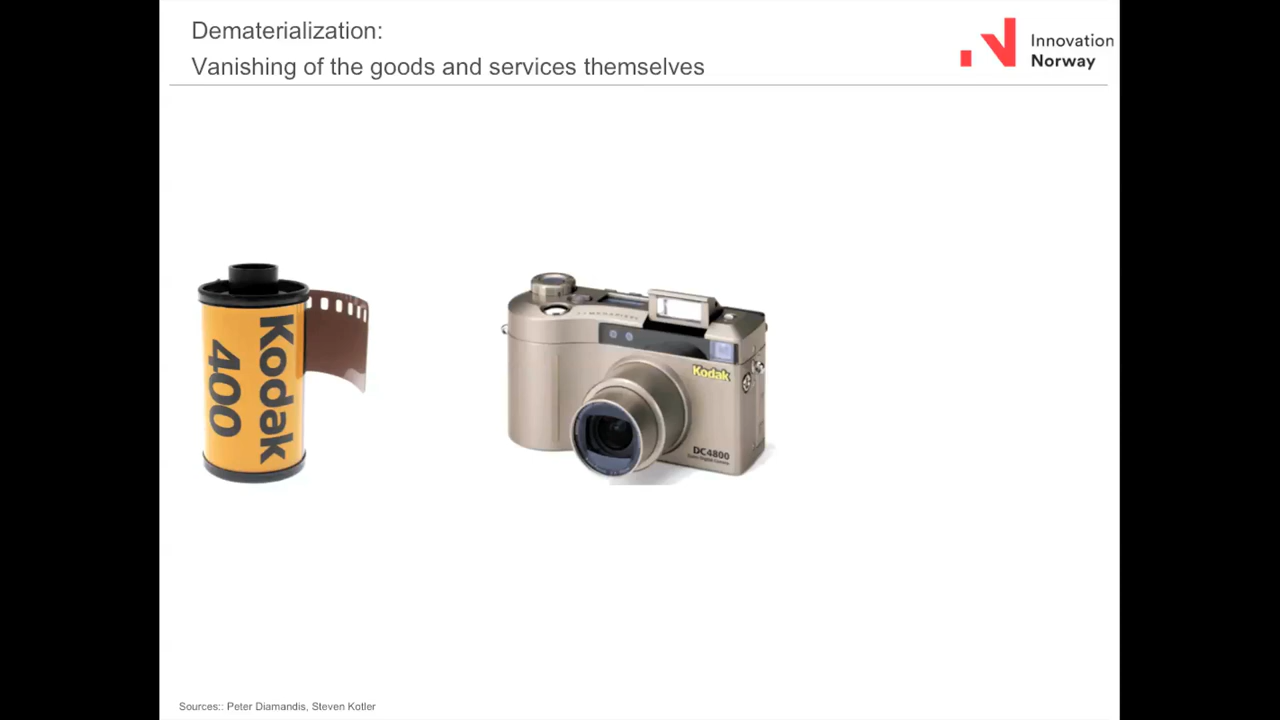 Dematerialization:
Vanishing of the goods and services themselves
Innovation
Norway
Kodak
400
Kodak
DC4800
Sources:: Peter Diamandis, Steven Kotler